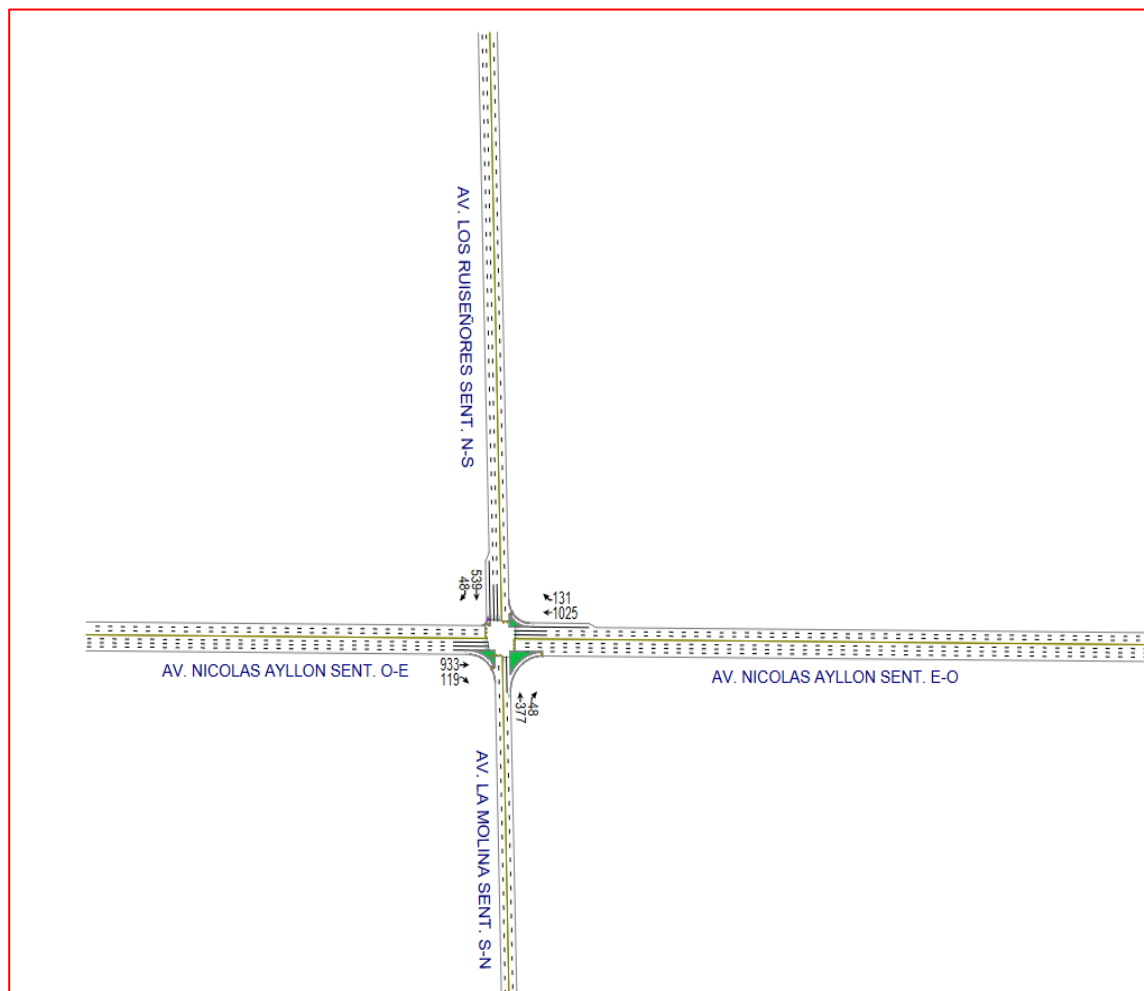 AV. LOS RUISEÑORES SENT. N-S
539
48
131
1025
AV. NICOLAS AYLLON SENT. O-E
933
119
AV. NICOLAS AYLLON SENT. E-O
48
377
AV. LA MOLINA SENT. S-N